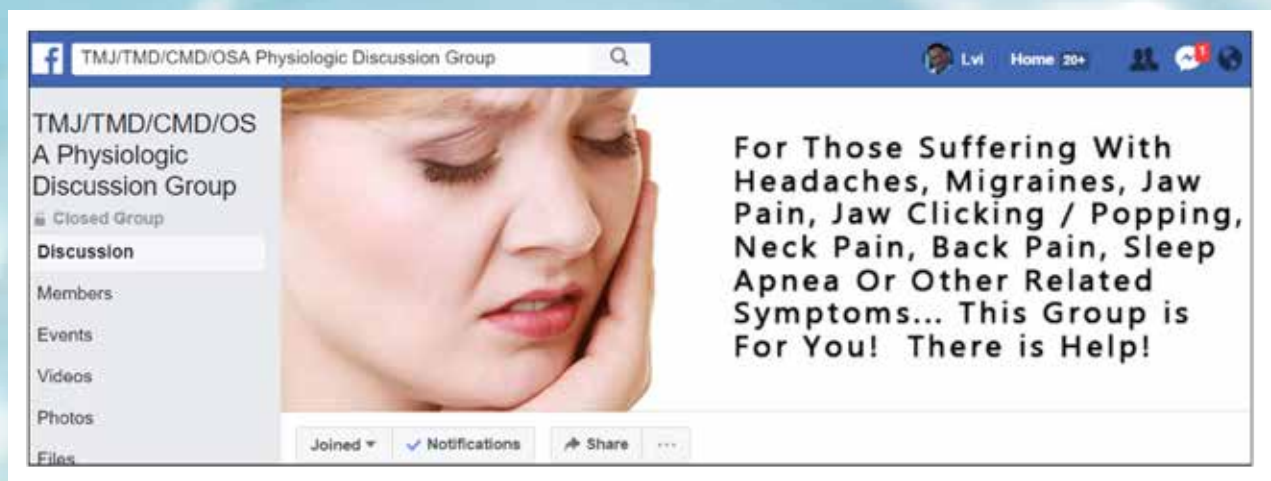 f
TMJ/TMD/CMD/OSA Physiologic Discussion Group
Lvi
Home 20+
1
TMJ/TMD/CMD/OS
A Physiologic
Discussion Group
Closed Group
Discussion
Members
Events
Videos
Photos
Files
For Those Suffering With
Headaches, Migraines, Jaw
Pain, Jaw Clicking / Popping,
Neck Pain, Back Pain, Sleep
Apnea Or Other Related
Symptoms... This Group is
For You! There is Help!
Joined
Notifications
Share